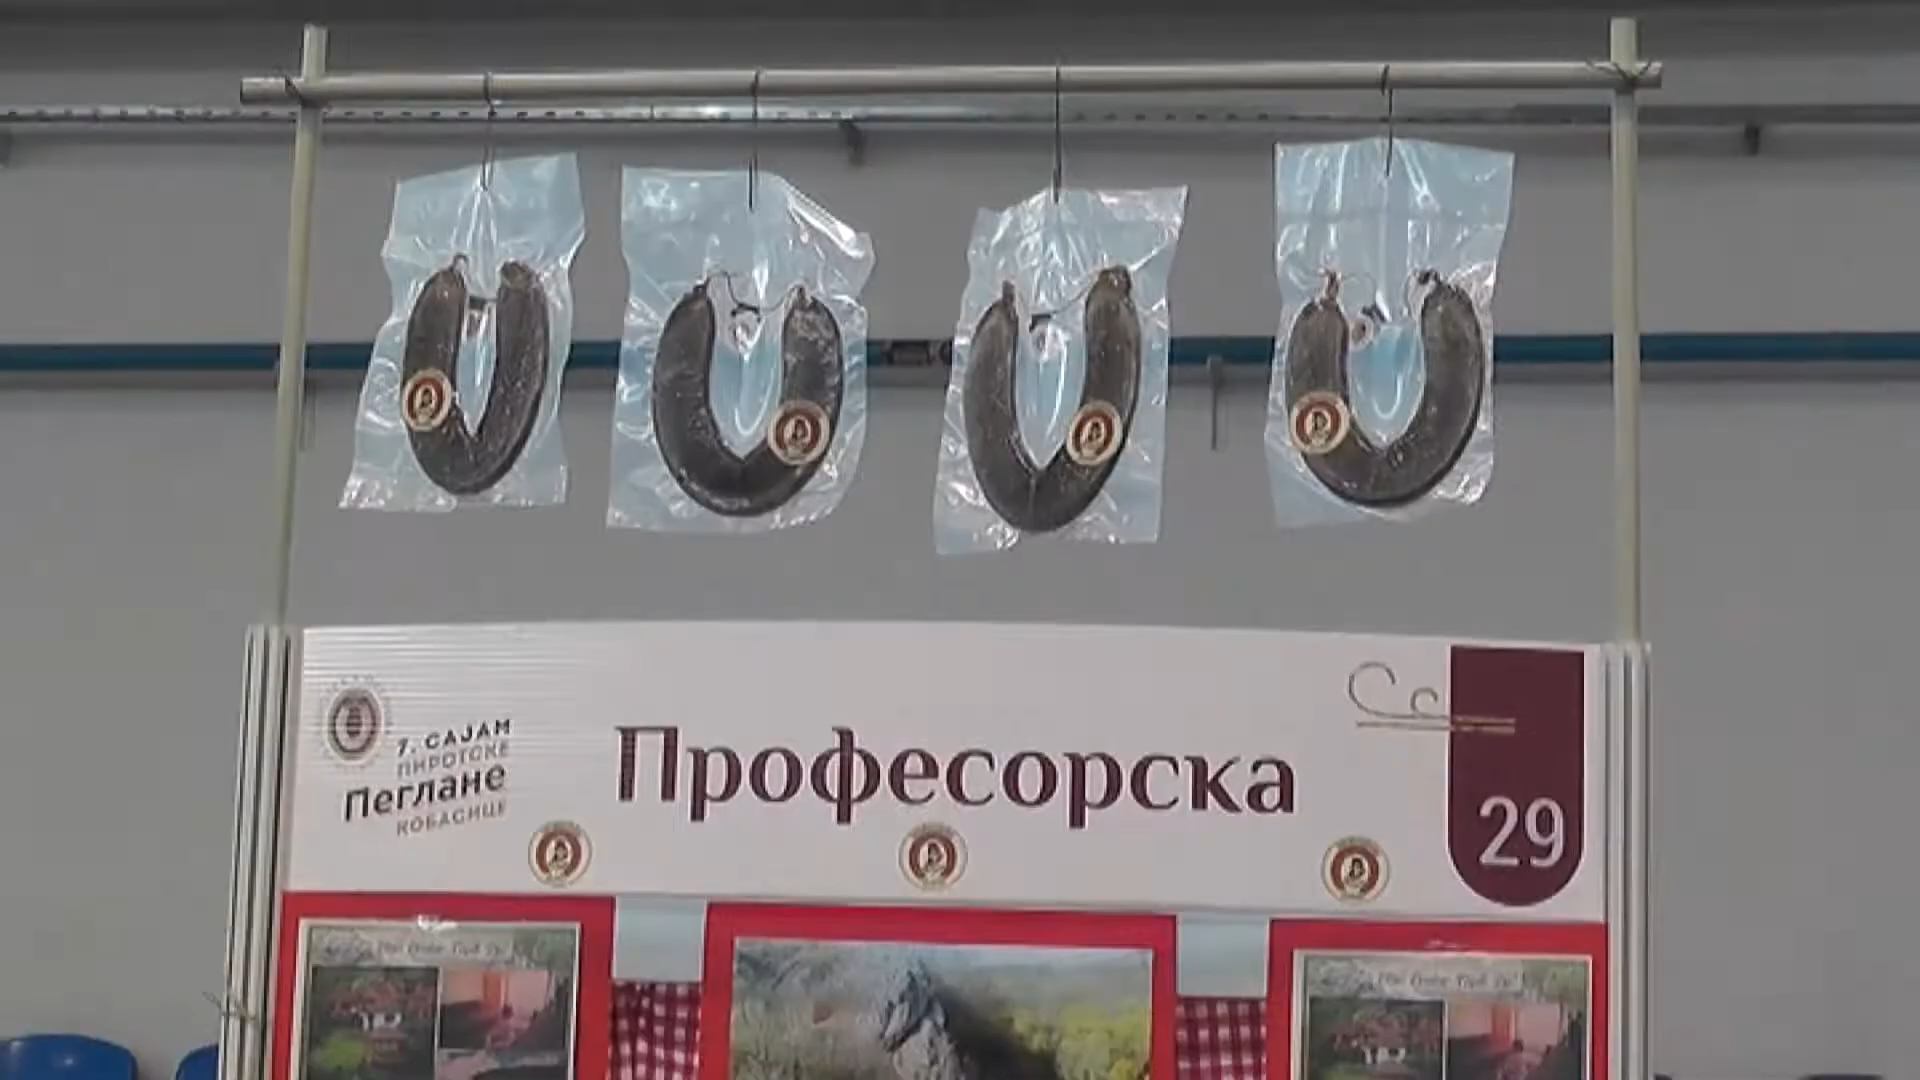 7. САЈАМ
ПИРОТСКЕ
Пеглане
КОБАСИЦЕ
Професорска
29